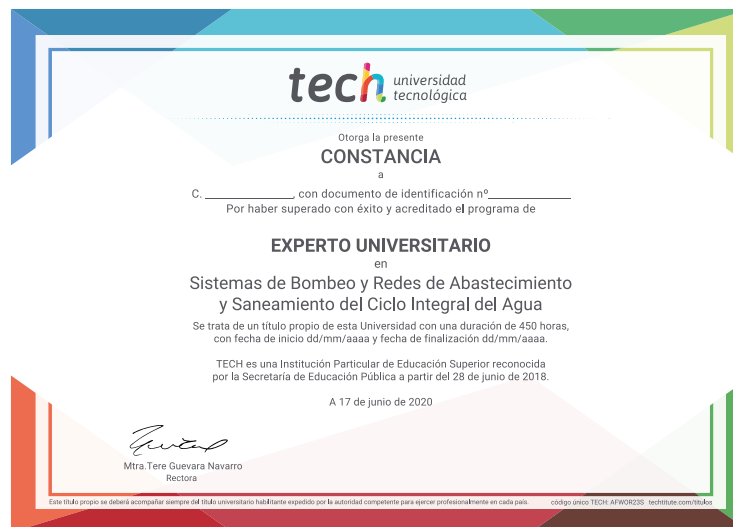 tech universidad
tecnológica
Otorga la presente
CONSTANCIA
a
C. ______________, con documento de identificación nº______________
Por haber superado con éxito y acreditado el programa de
EXPERTO UNIVERSITARIO
en
Sistemas de Bombeo y Redes de Abastecimiento
y Saneamiento del Ciclo Integral del Agua
Se trata de un título propio de esta Universidad con una duración de 450 horas,
con fecha de inicio dd/mm/aaaa y fecha de finalización dd/mm/aaaa.
TECH es una Institución Particular de Educación Superior reconocida
por la Secretaría de Educación Pública a partir del 28 de junio de 2018.
A 17 de junio de 2020
Mtra.Tere Guevara Navarro
Rectora
Este título propio se deberá acompañar siempre del título universitario habilitante expedido por la autoridad competente para ejercer profesionalmente en cada país. código único TECH: AFWOR23S techtitute.com/titulos